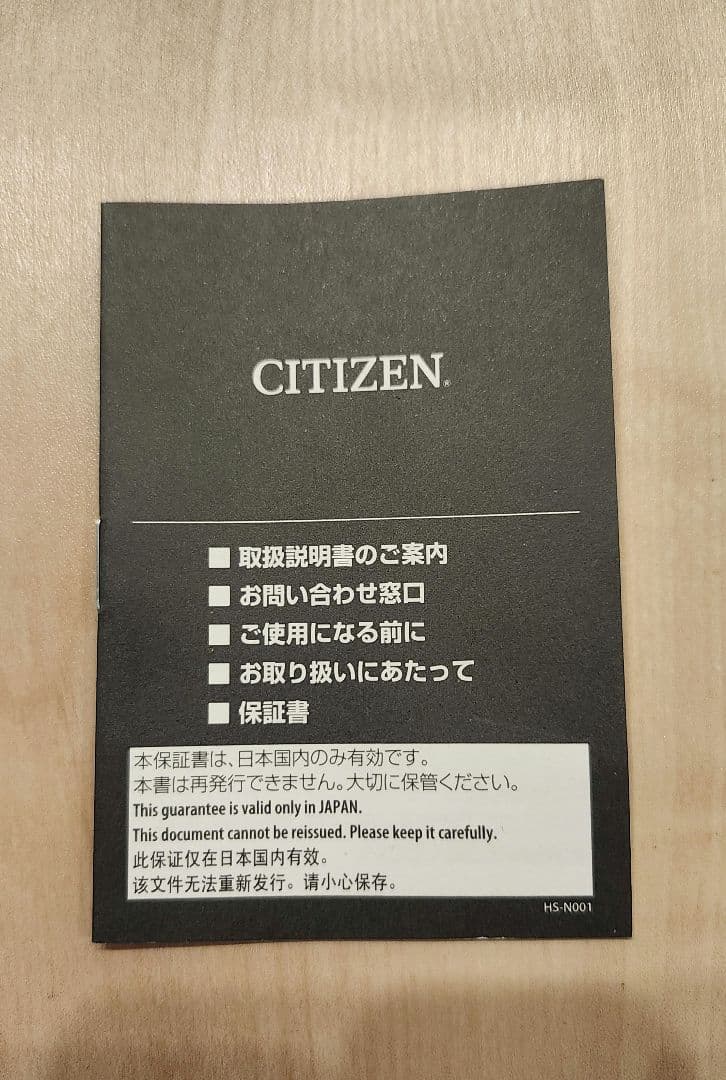 CITIZEN®
■ 取扱説明書のご案内
■ お問い合わせ窓口
■ ご使用になる前に
■ お取り扱いにあたって
■ 保証書
本保証書は、日本国内のみ有効です。
本書は再発行できません。大切に保管ください。
This guarantee is valid only in JAPAN.
This document cannot be reissued. Please keep it carefully.
此保证仅在日本国内有效。
该文件无法重新发行。请小心保存。
HS-N001